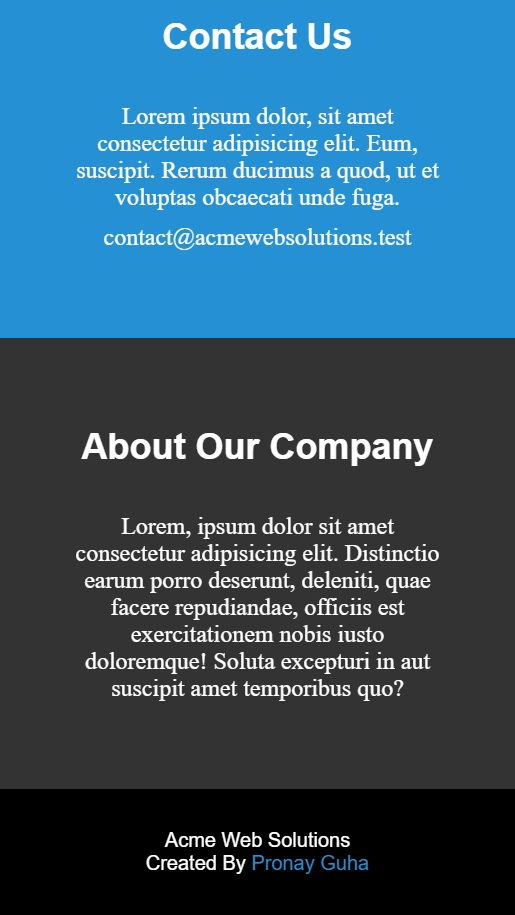 Contact Us
Lorem ipsum dolor, sit amet
consectetur adipisicing elit. Eum,
suscipit. Rerum ducimus a quod, ut et
voluptas obcaecati unde fuga.
contact@acmewebsolutions.test
About Our Company
Lorem, ipsum dolor sit amet
consectetur adipisicing elit. Distinctio
earum porro deserunt, deleniti, quae
facere repudiandae, officiis est
exercitationem nobis iusto
doloremque! Soluta excepturi in aut
suscipit amet temporibus quo?
Acme Web Solutions
Created By Pronay Guha